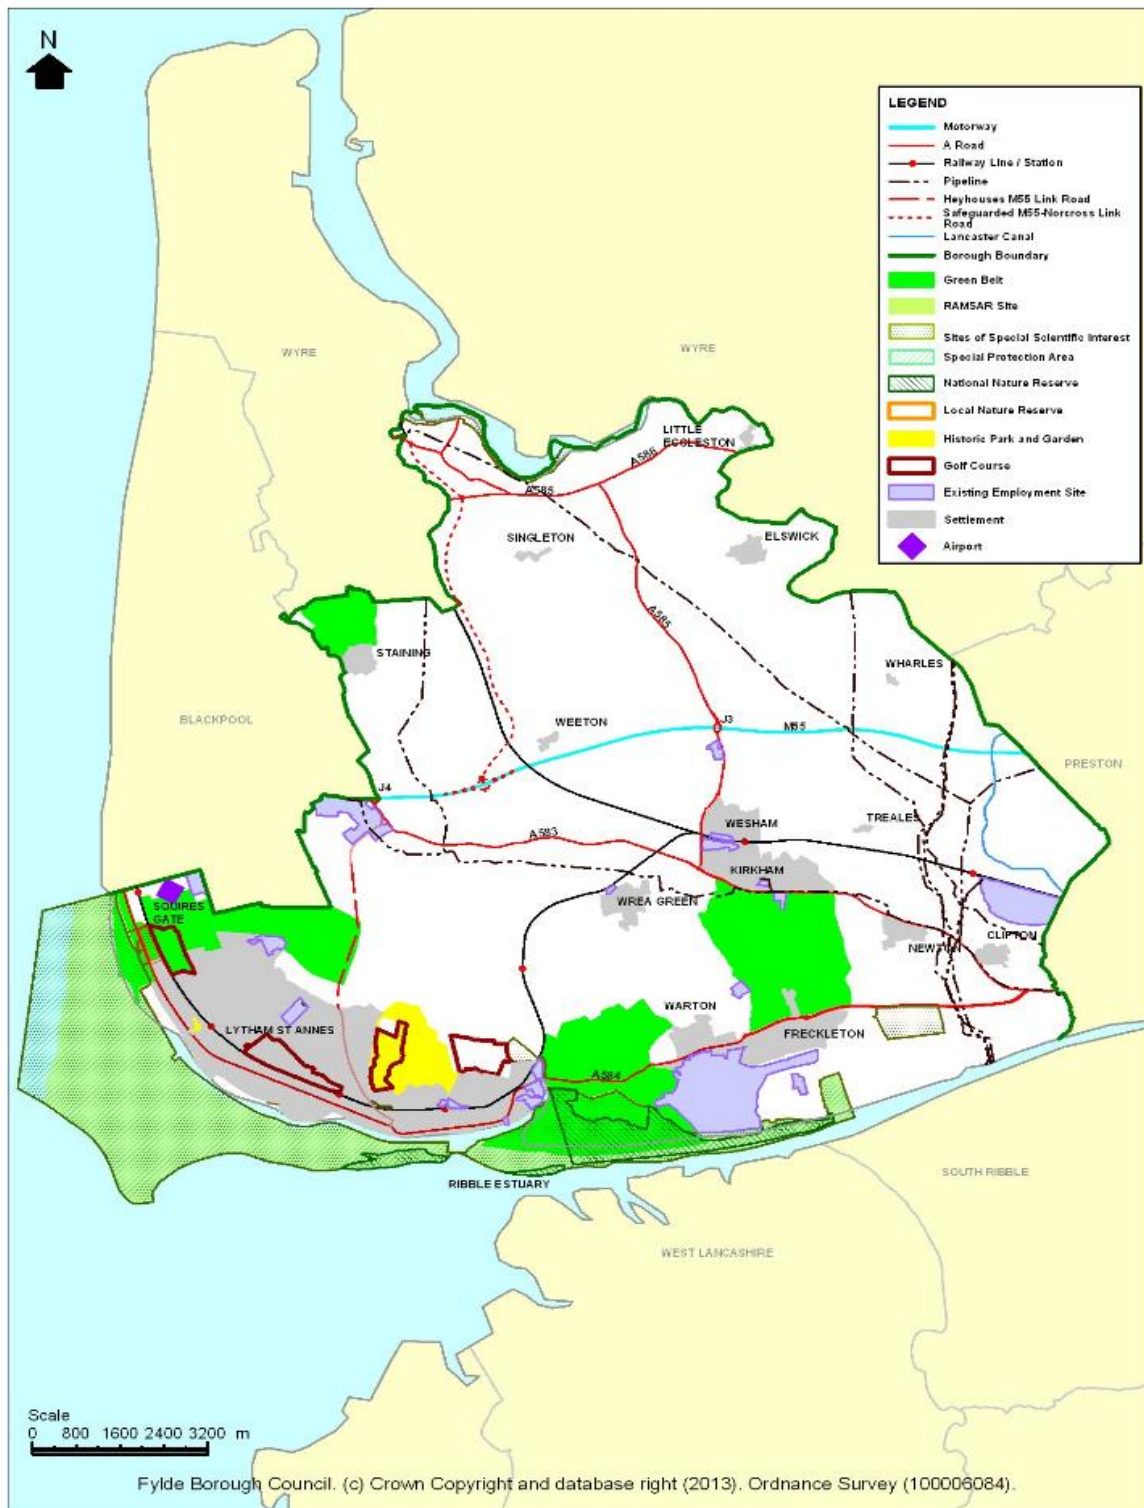 N
LEGEND
Motorway
A Road
Railway Line / Station
Pipeline
Heyhouses M55 Link Road
Safeguarded M55-Norcross Link
Road
Lancaster Canal
Borough Boundary
Green Belt
RAMSAR Site
Sites of Special Scientific Interest
Special Protection Area
National Nature Reserve
Local Nature Reserve
Historic Park and Garden
Golf Course
Existing Employment Site
Settlement
Airport
WYRE
WYRE
LITTLE
ECCLESTON
A586
A585
SINGLETON
ELSWICK
A585
STAINING
WHARLES
BLACKPOOL
WEETON
J3
M55
PRESTON
J4
WESHAM
TREALES
A583
KIRKHAM
WREA GREEN
SQUIRES
GATE
NEWTON
CLIPTON
WARTON
LYTHAM ST ANNES
FRECKLETON
A584
RIBBLE ESTUARY
SOUTH RIBBLE
WEST LANCASHIRE
Scale
0 800 1600 2400 3200 m
Fylde Borough Council. (c) Crown Copyright and database right (2013). Ordnance Survey (100006084).